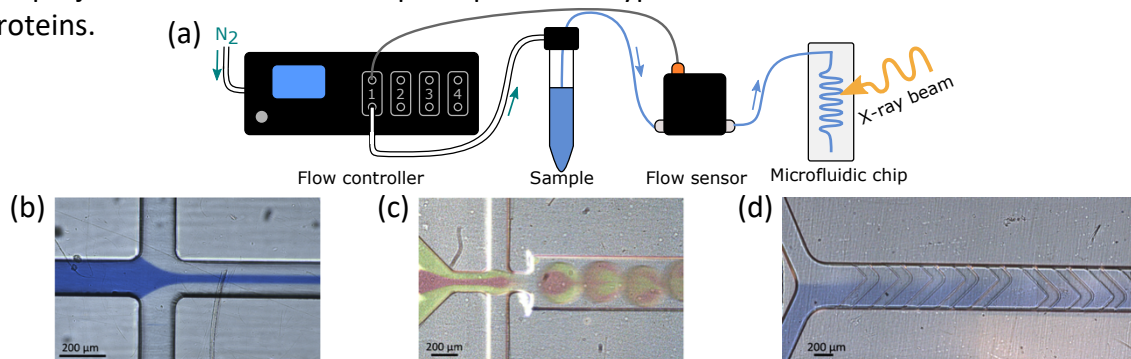 roteins.
(a)
N2
1 2 3 4
X-ray beam
Flow controller
Sample
Flow sensor
Microfluidic chip
(b)
(c)
(d)
200 µm
200 µm
200 µm